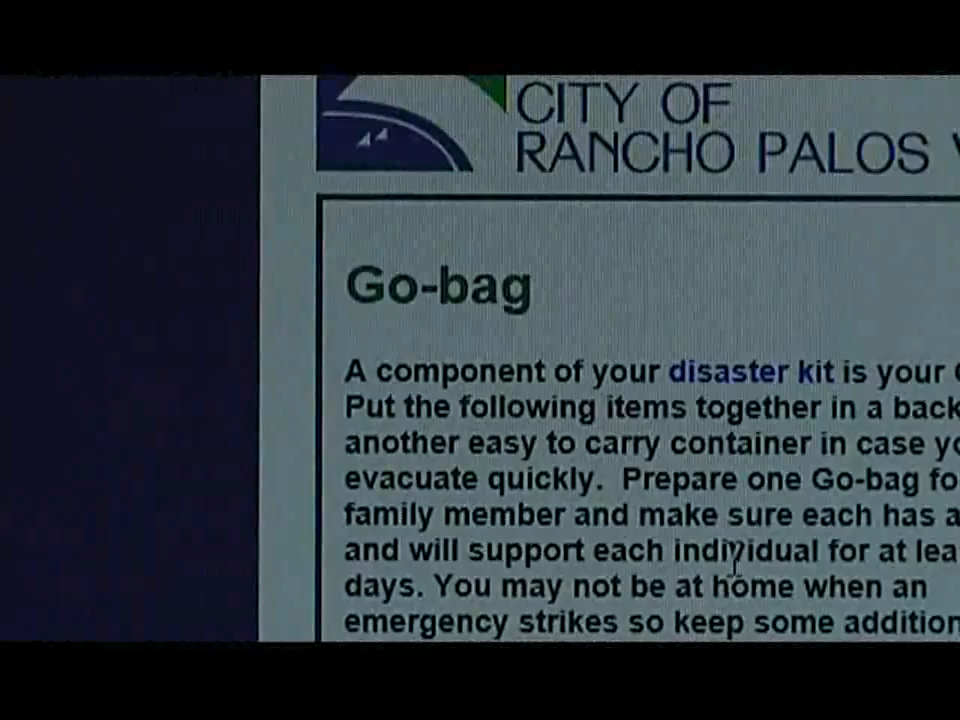 CITY OF
RANCHO PALOS
Go-bag
A component of your disaster kit is your
Put the following items together in a back
another easy to carry container in case yo
evacuate quickly. Prepare one Go-bag fo
family member and make sure each has a
and will support each individual for at lea
days. You may not be at home when an
emergency strikes so keep some addition